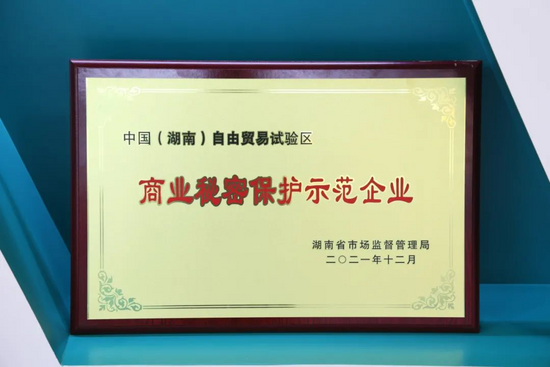 中国(湖南)自由贸易试验区
商业秘密保护示范企业
湖南省市场监督管理局
二〇二一年十二月